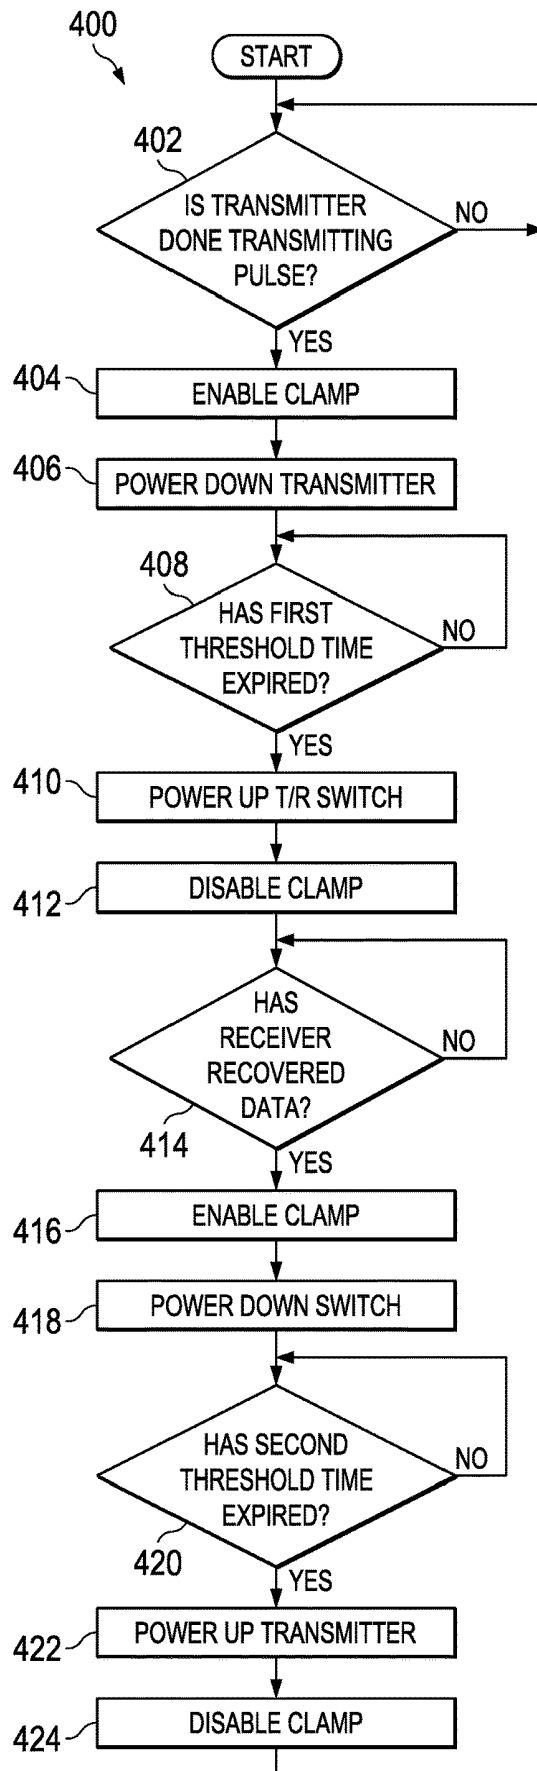 400
START
402
IS TRANSMITTER
DONE TRANSMITTING
PULSE?
NO
YES
404
ENABLE CLAMP
406
POWER DOWN TRANSMITTER
408
HAS FIRST
THRESHOLD TIME
EXPIRED?
NO
YES
410
POWER UP T/R SWITCH
412
DISABLE CLAMP
HAS
RECEIVER
RECOVERED
DATA?
NO
414
YES
416
ENABLE CLAMP
418
POWER DOWN SWITCH
HAS SECOND
THRESHOLD TIME
EXPIRED?
NO
420
YES
422
POWER UP TRANSMITTER
424
DISABLE CLAMP